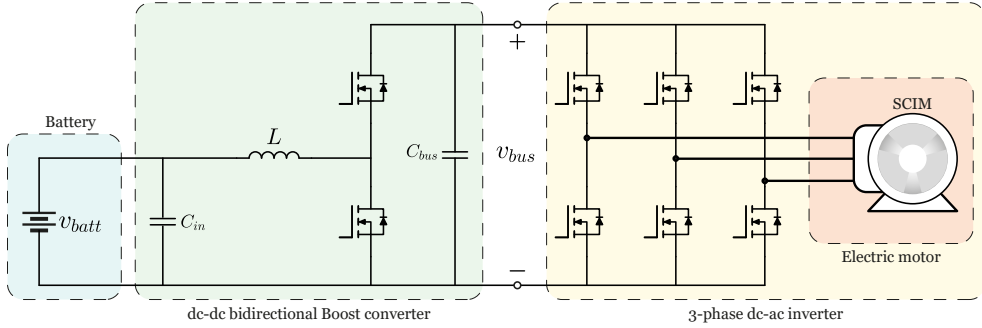 Battery
v_batt
C_in
L
C_bus
+
v_bus
−
SCIM
Electric motor
dc-dc bidirectional Boost converter
3-phase dc-ac inverter